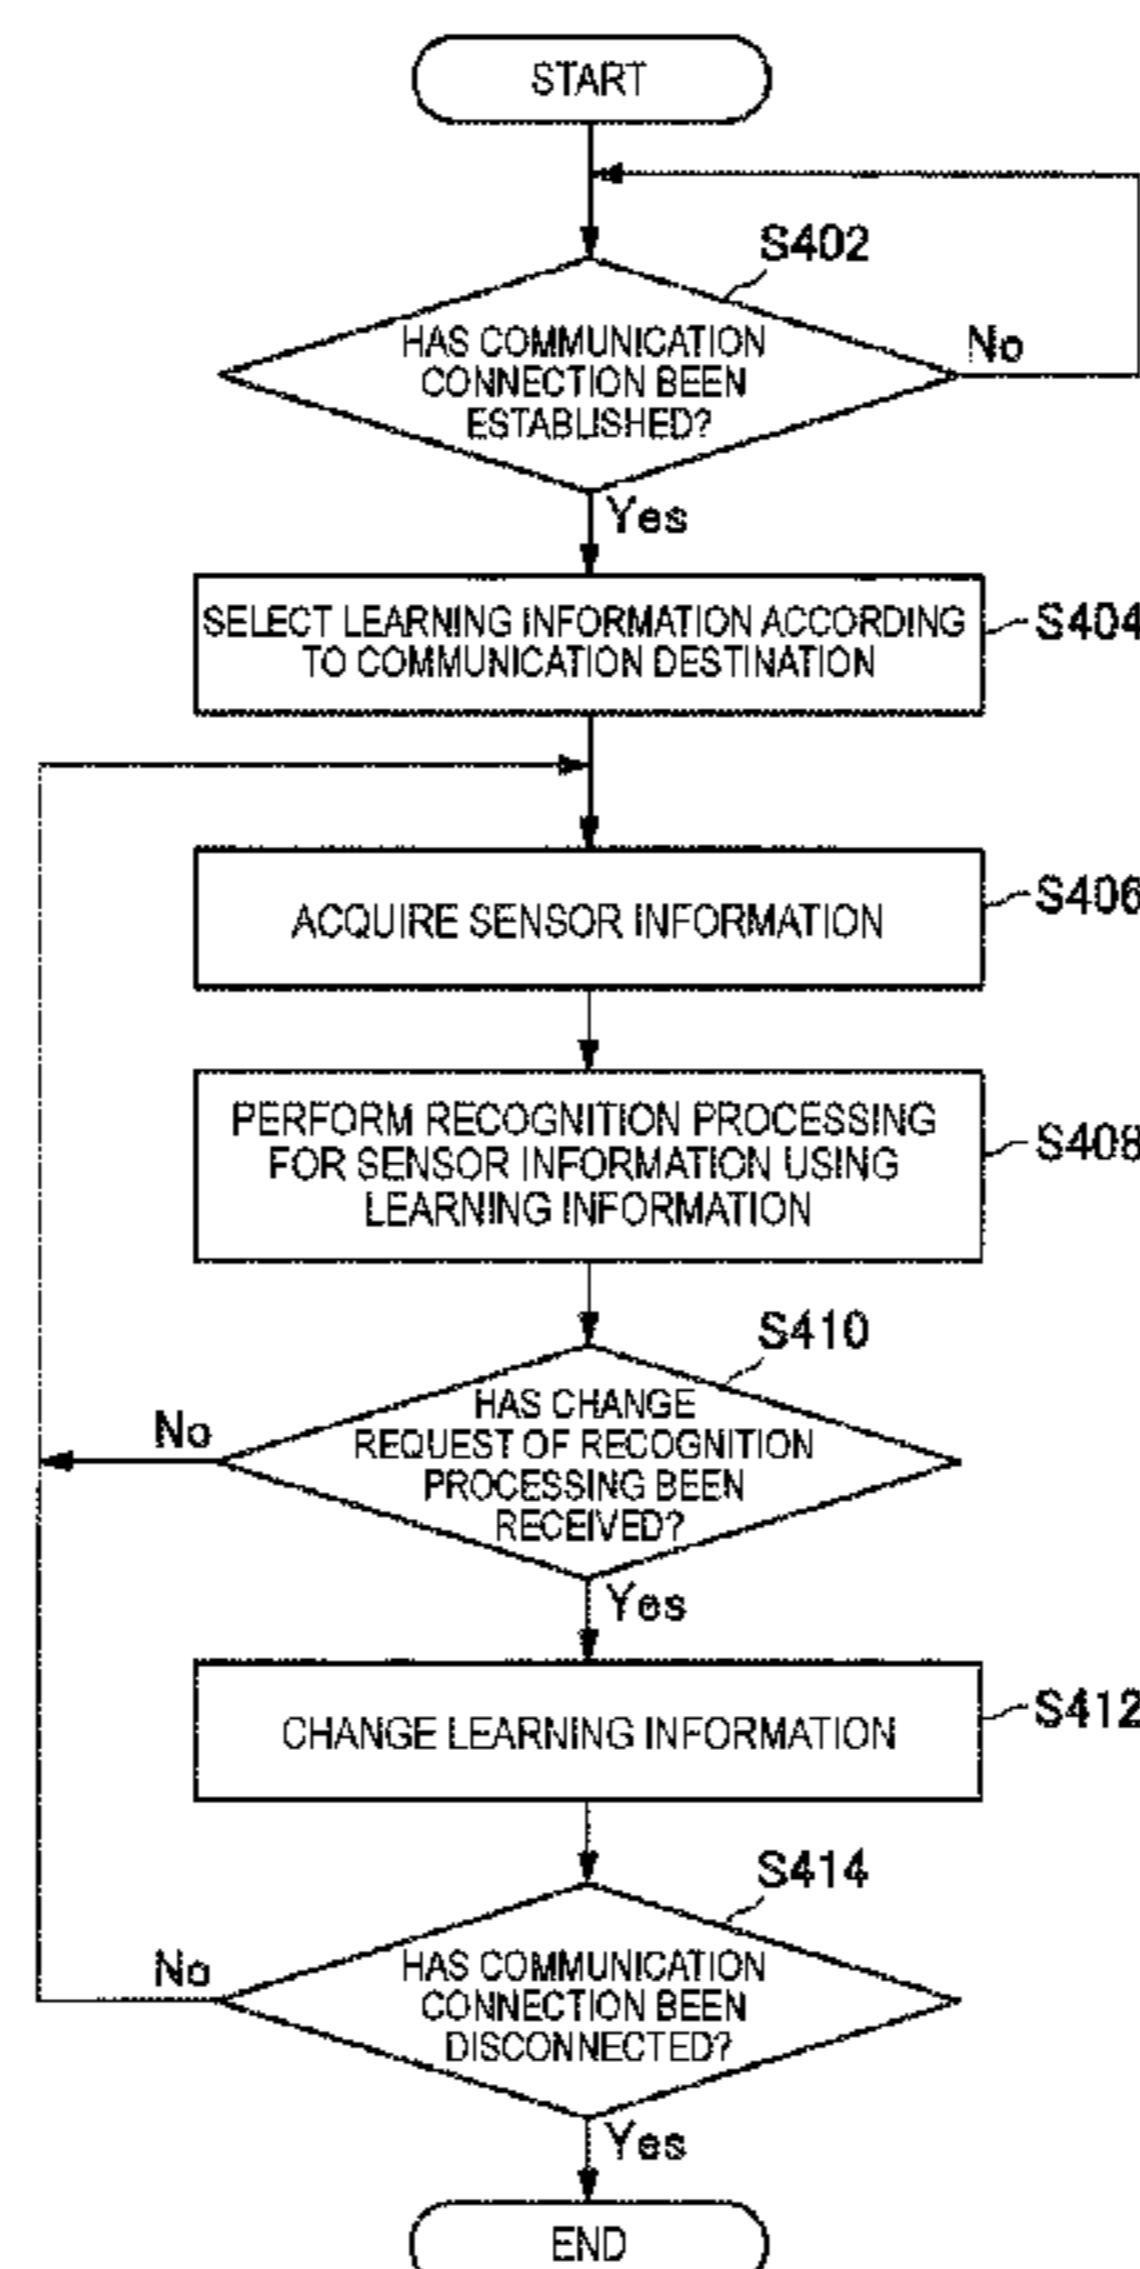 START
S402
HAS COMMUNICATION
CONNECTION BEEN
ESTABLISHED?
No
Yes
SELECT LEARNING INFORMATION ACCORDING
TO COMMUNICATION DESTINATION
S404
ACQUIRE SENSOR INFORMATION
S406
PERFORM RECOGNITION PROCESSING
FOR SENSOR INFORMATION USING
LEARNING INFORMATION
S408
S410
HAS CHANGE
REQUEST OF RECOGNITION
PROCESSING BEEN
RECEIVED?
No
Yes
CHANGE LEARNING INFORMATION
S412
S414
HAS COMMUNICATION
CONNECTION BEEN
DISCONNECTED?
No
Yes
END